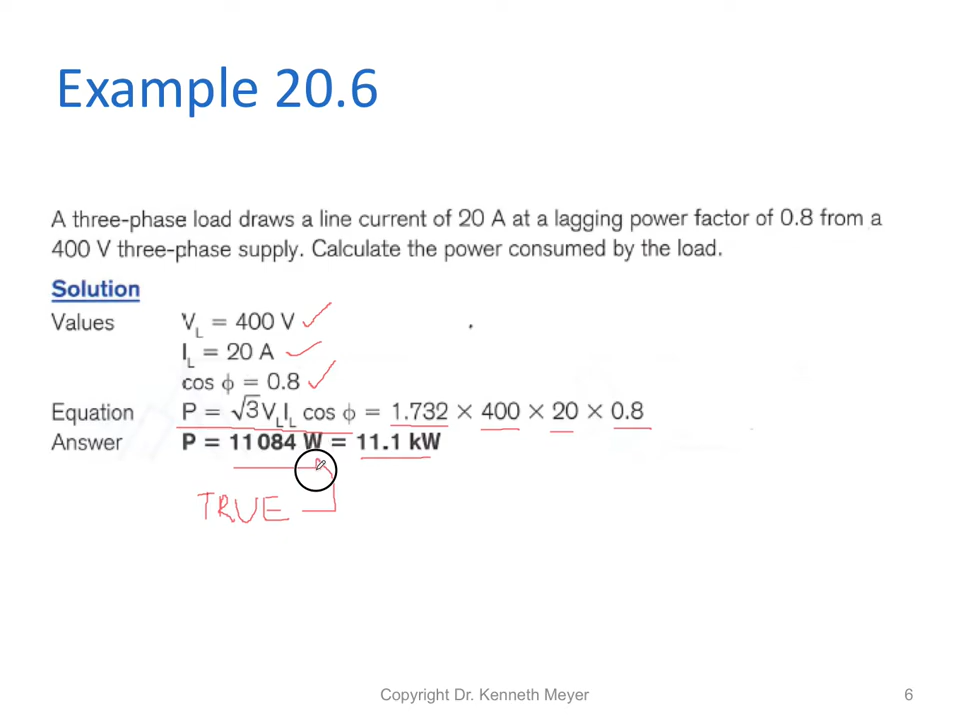 Example 20.6
A three-phase load draws a line current of 20 A at a lagging power factor of 0.8 from a
400 V three-phase supply. Calculate the power consumed by the load.
Solution
Values V_L = 400 V ✓
I_L = 20 A ✓
cos ϕ = 0.8 ✓
Equation P = √3V_LI_L cos ϕ = 1.732 × 400 × 20 × 0.8
Answer P = 11 084 W = 11.1 kW
TRUE
Copyright Dr. Kenneth Meyer 6